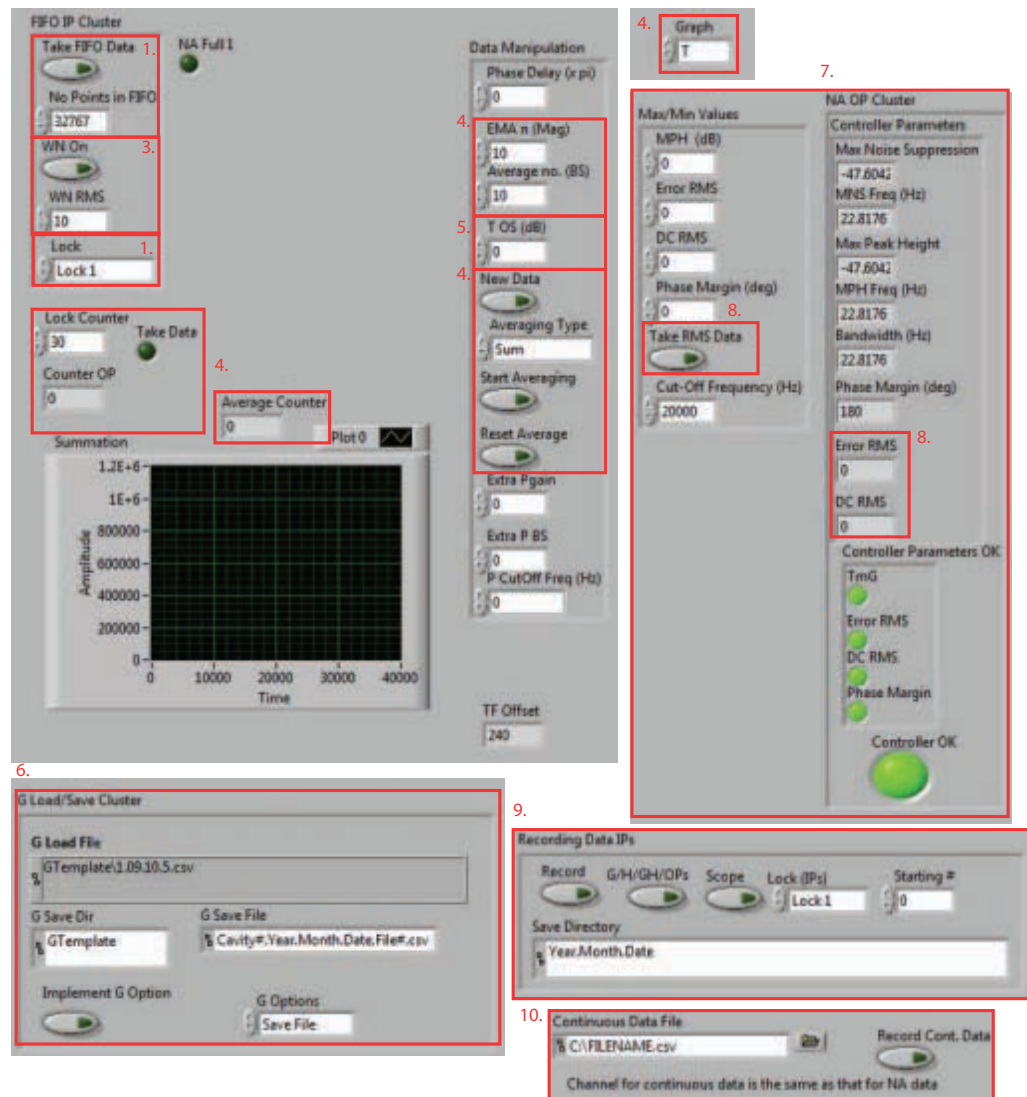 FIFO IP Cluster
Take FIFO Data
1.
NA Full 1
No Points in FIFO
32767
WN On
3.
WN RMS
10
Lock
1.
Lock 1
Lock Counter
30
Take Data
Counter OP
0
4.
Average Counter
0
Plot 0
Summation
1.2E+6
1E+6
800000
600000
400000
200000
0
Amplitude
0
10000
20000
30000
40000
Time
Data Manipulation
Phase Delay (x pi)
0
4.
EMA n (Mag)
10
Average no. (BS)
10
5.
T OS (dB)
0
4.
New Data
Averaging Type
Sum
Start Averaging
Reset Average
Extra Pgain
0
Extra P BS
0
P CutOff Freq (Hz)
0
TF Offset
240
4.
Graph
T
7.
Max/Min Values
MPH (dB)
0
Error RMS
0
DC RMS
0
Phase Margin (deg)
0
8.
Take RMS Data
Cut-Off Frequency (Hz)
20000
NA OP Cluster
Controller Parameters
Max Noise Suppression
-47.6042
MNS Freq (Hz)
22.8176
Max Peak Height
-47.6042
MPH Freq (Hz)
22.8176
Bandwidth (Hz)
22.8176
Phase Margin (deg)
180
Error RMS
8.
0
DC RMS
0
Controller Parameters OK
TmG
Error RMS
DC RMS
Phase Margin
Controller OK
6.
G Load/Save Cluster
G Load File
GTemplate\1.09.10.5.csv
G Save Dir
GTemplate
G Save File
Cavity#.Year.Month.Date.File#.csv
Implement G Option
G Options
Save File
9.
Recording Data IPs
Record
G/H/GH/OPs
Scope
Lock (IPs)
Lock 1
Starting #
0
Save Directory
Year.Month.Date
10.
Continuous Data File
C:\FILENAME.csv
Record Cont. Data
Channel for continuous data is the same as that for NA data